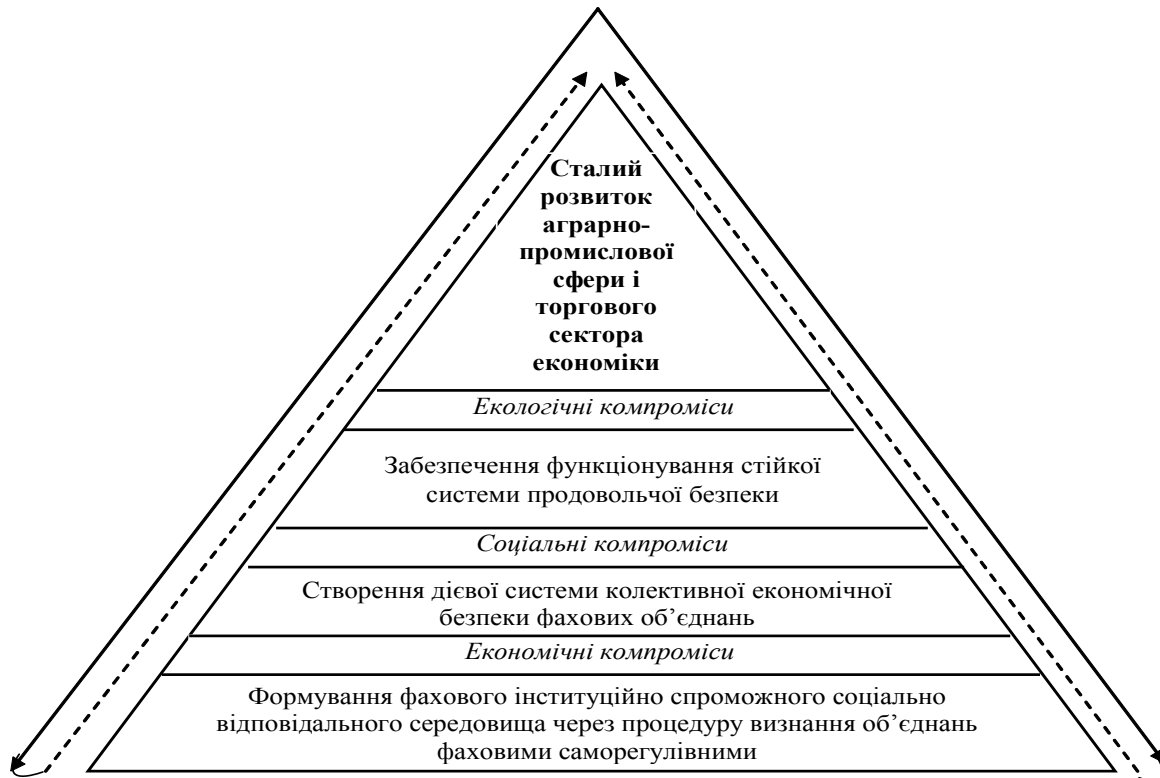 Сталий
розвиток
аграрно-
промислової
сфери і
торгового
сектора
економіки
Екологічні компроміси
Забезпечення функціонування стійкої
системи продовольчої безпеки
Соціальні компроміси
Створення дієвої системи колективної економічної
безпеки фахових об’єднань
Економічні компроміси
Формування фахового інституційно спроможного соціально
відповідального середовища через процедуру визнання об’єднань
фаховими саморегулівними